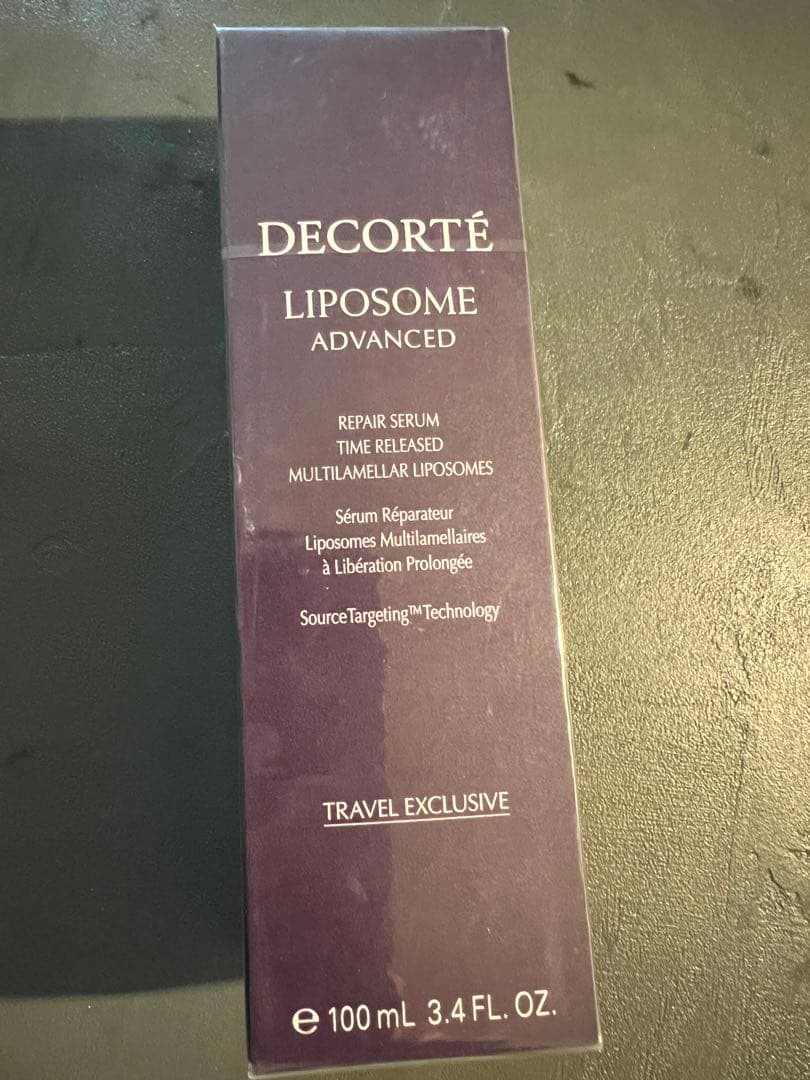 DECORTÉ
LIPOSOME
ADVANCED
REPAIR SERUM
TIME RELEASED
MULTILAMELLAR LIPOSOMES
Sérum Réparateur
Liposomes Multilamellaires
à Libération Prolongée
SourceTargeting™Technology
TRAVEL EXCLUSIVE
℮ 100 mL 3.4 FL. OZ.